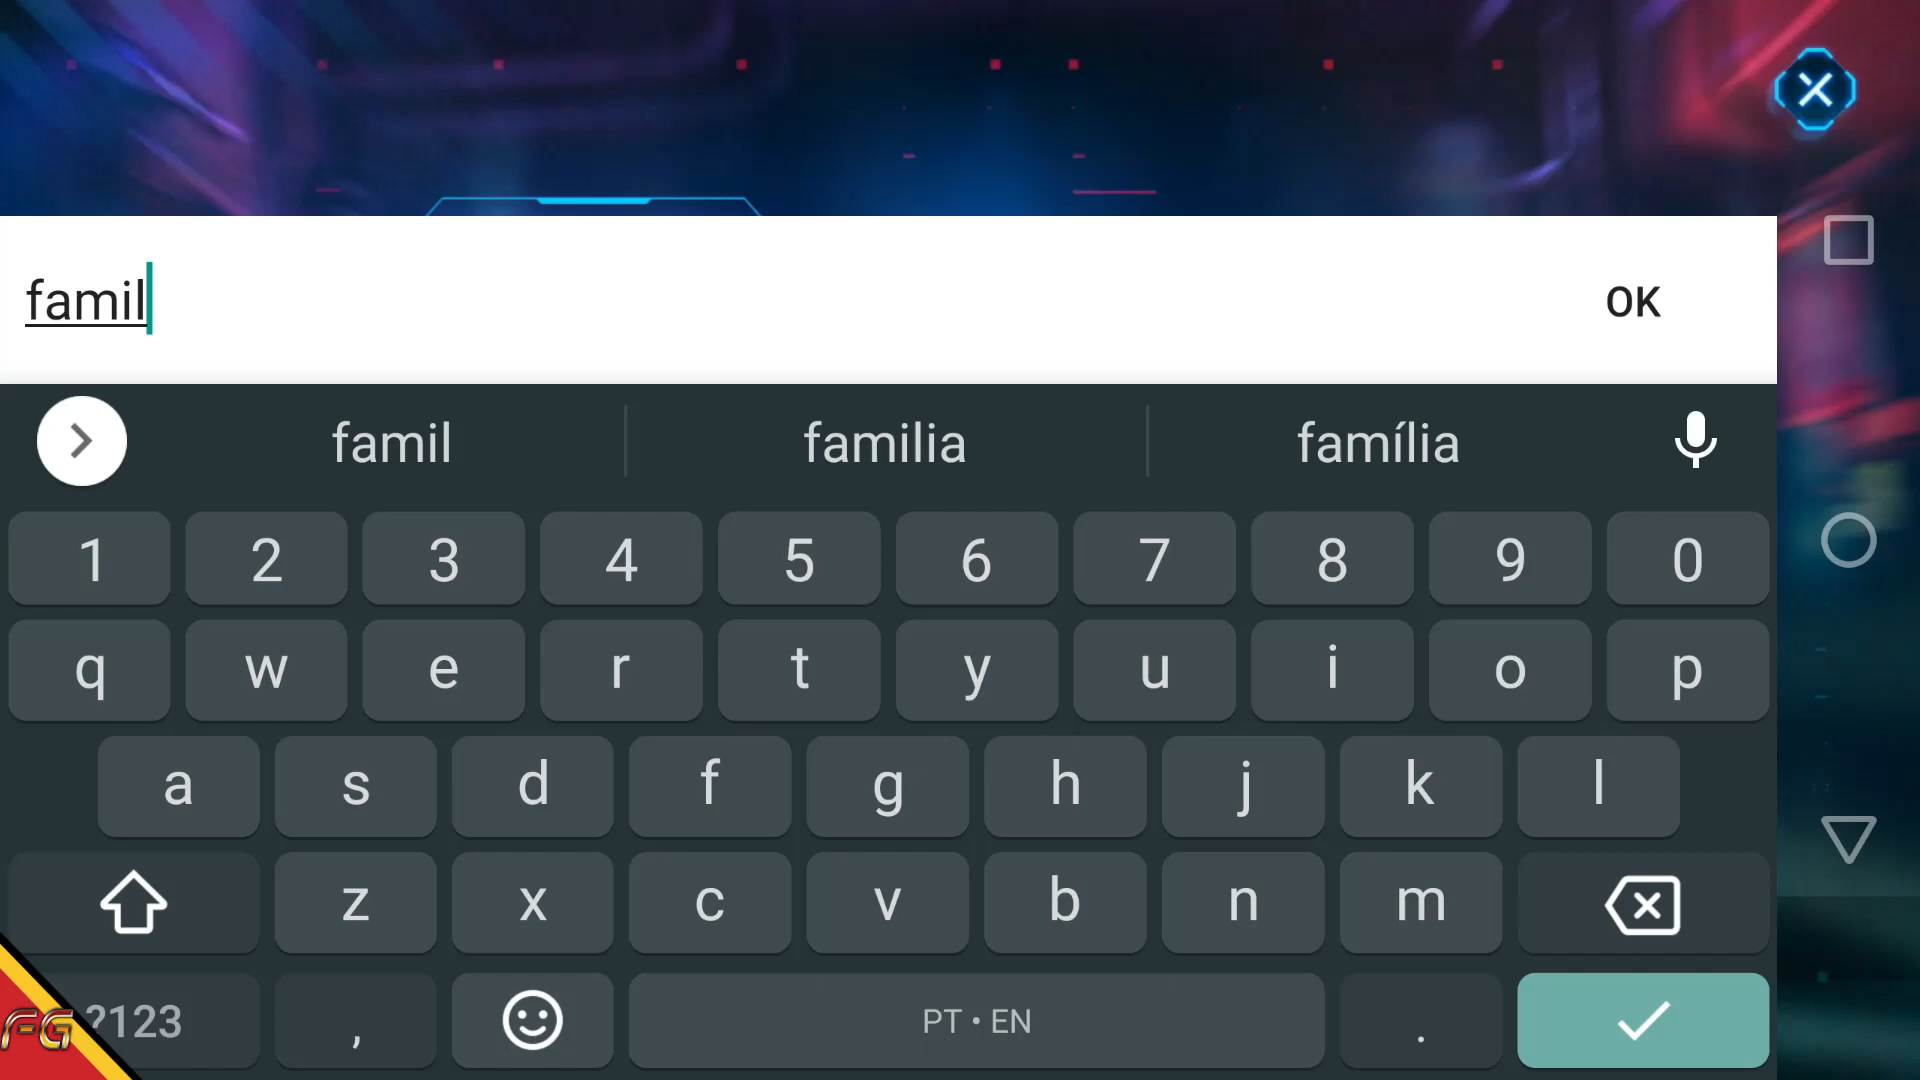 famil
OK
famil familia família
1 2 3 4 5 6 7 8 9 0
q w e r t y u i o p
a s d f g h j k l
z x c v b n m
?123 , PT • EN .
FG